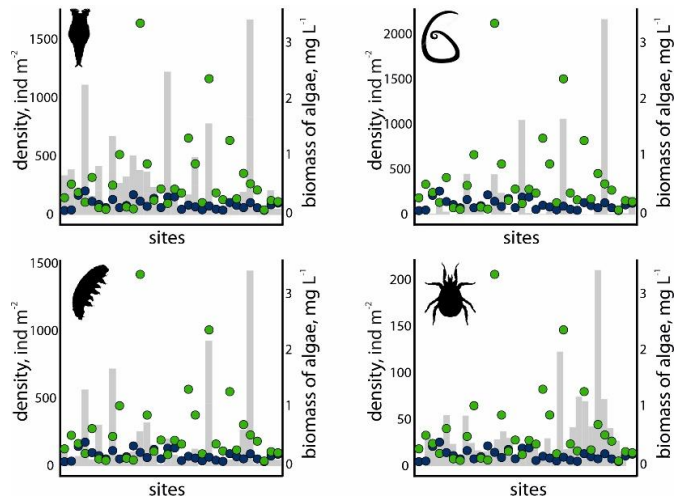 1500
1000
500
0
density, ind m⁻²
3
2
1
0
biomass of algae, mg L⁻¹
sites
2000
1500
1000
500
0
density, ind m⁻²
3
2
1
0
biomass of algae, mg L⁻¹
sites
1500
1000
500
density, ind m⁻²
3
2
1
0
biomass of algae, mg L⁻¹
sites
200
150
100
50
0
density, ind m⁻²
3
2
1
0
biomass of algae, mg L⁻¹
sites